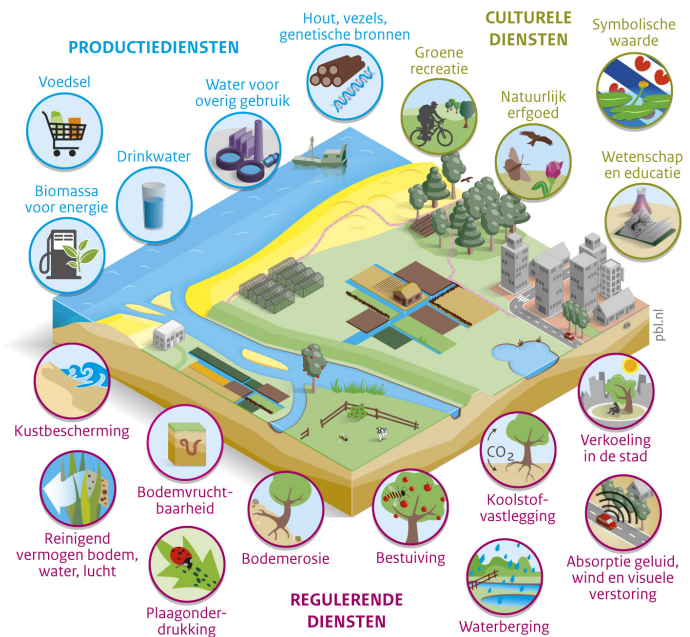 PRODUCTIEDIENSTEN
Hout, vezels,
genetische bronnen
Voedsel
Water voor
overig gebruik
Drinkwater
Biomassa
voor energie
CULTURELE
DIENSTEN
Symbolische
waarde
Groene
recreatie
Natuurlijk
erfgoed
Wetenschap
en educatie
pbl.nl
Kustbescherming
Bodemvrucht-
baarheid
Reinigend
vermogen bodem,
water, lucht
Plaagonder-
drukking
Bodemerosie
Bestuiving
CO2
Koolstof-
vastlegging
Verkoeling
in de stad
Absorptie geluid,
wind en visuele
verstoring
Waterberging
REGULERENDE
DIENSTEN